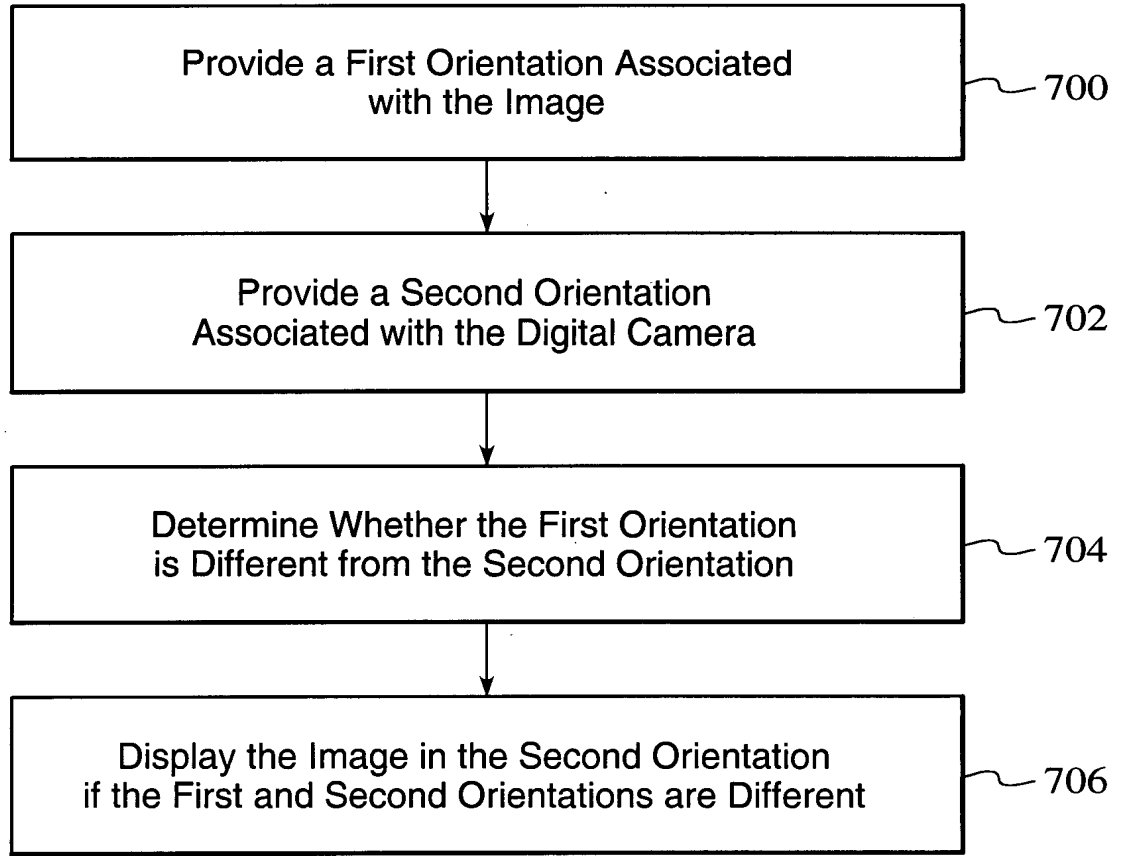 Provide a First Orientation Associated
with the Image
700
Provide a Second Orientation
Associated with the Digital Camera
702
Determine Whether the First Orientation
is Different from the Second Orientation
704
Display the Image in the Second Orientation
if the First and Second Orientations are Different
706